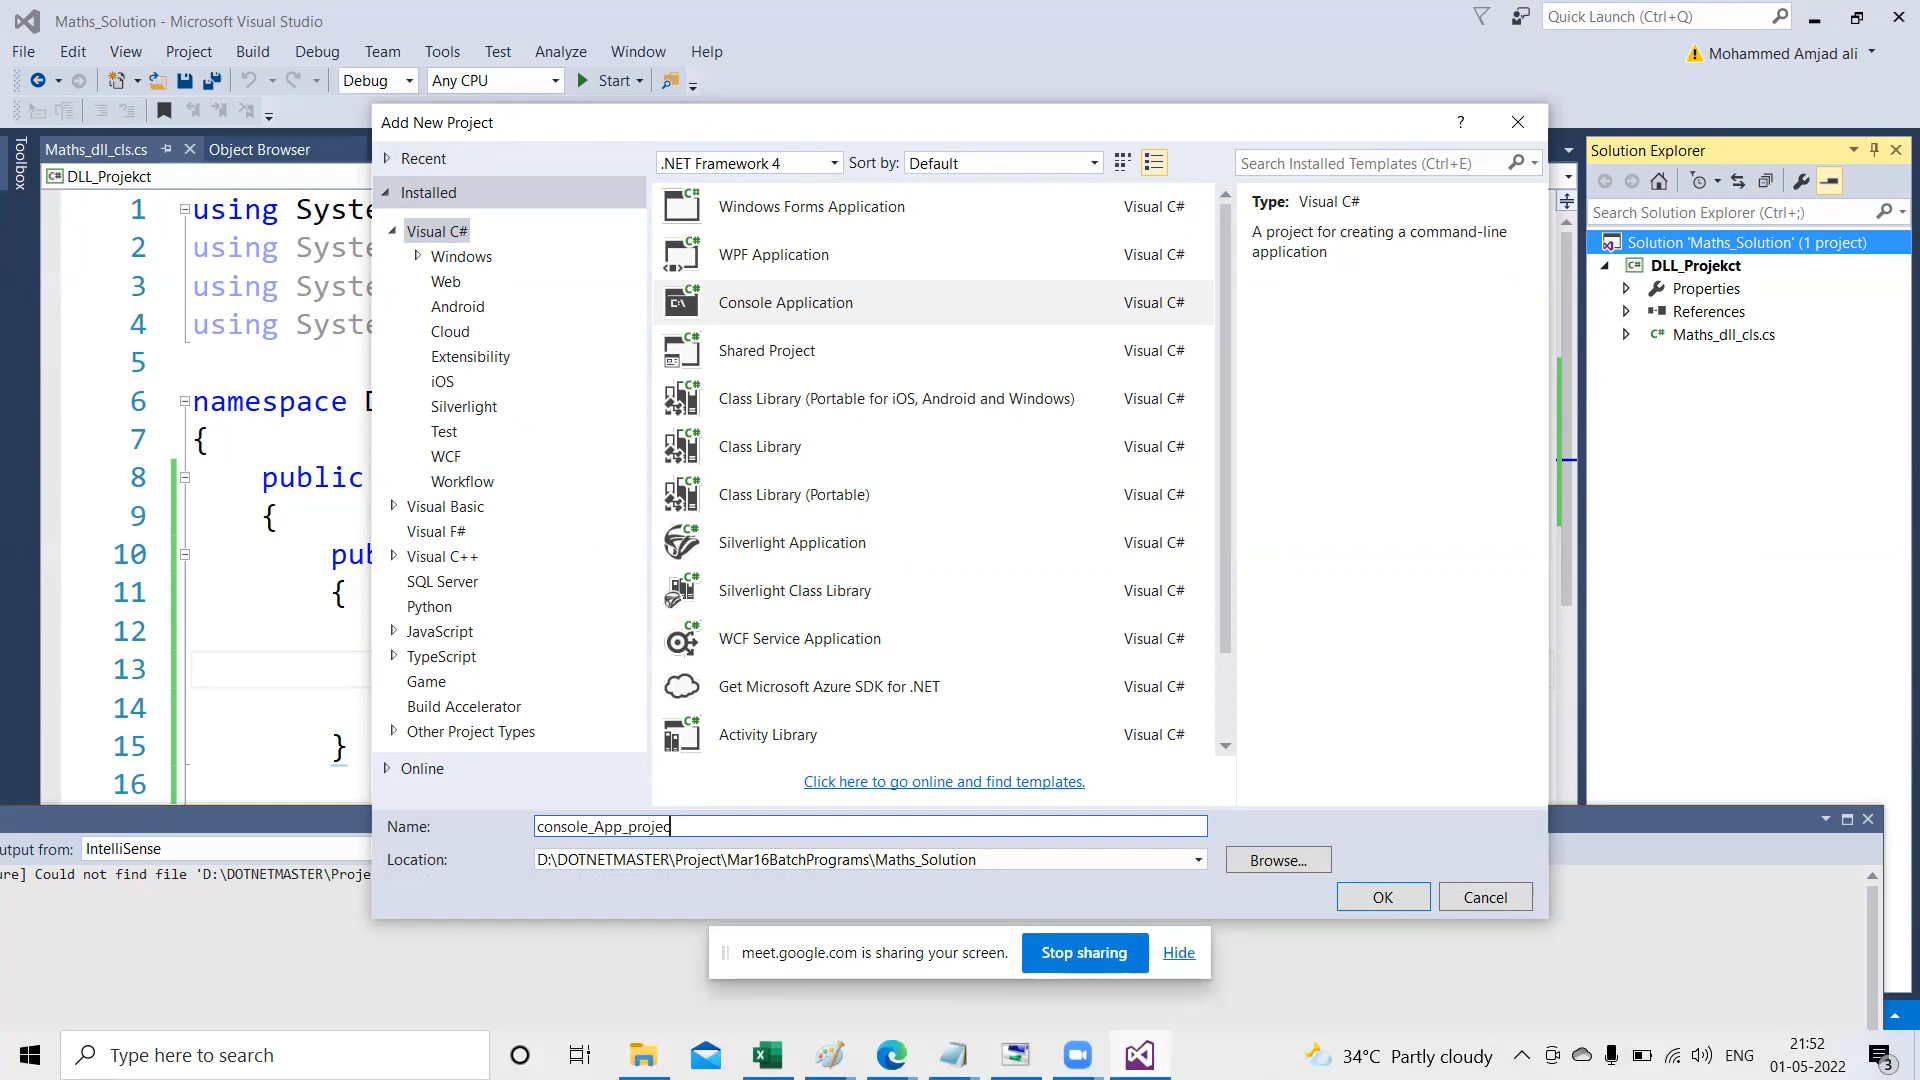 Maths_Solution - Microsoft Visual Studio
Quick Launch (Ctrl+Q)
File Edit View Project Build Debug Team Tools Test Analyze Window Help
Mohammed Amjad ali
Debug Any CPU Start
Toolbox
Maths_dll_cls.cs Object Browser
DLL_Projekct
1 using Syste
2 using Syste
3 using Syste
4 using Syste
5
6 namespace D
7 {
8 public
9 {
10 pub
11 {
12
13
14
15 }
16
Add New Project
?
Recent
Installed
Visual C#
Windows
Web
Android
Cloud
Extensibility
iOS
Silverlight
Test
WCF
Workflow
Visual Basic
Visual F#
Visual C++
SQL Server
Python
JavaScript
TypeScript
Game
Build Accelerator
Other Project Types
Online
.NET Framework 4 Sort by: Default
Search Installed Templates (Ctrl+E)
Windows Forms Application Visual C#
WPF Application Visual C#
Console Application Visual C#
Shared Project Visual C#
Class Library (Portable for iOS, Android and Windows) Visual C#
Class Library Visual C#
Class Library (Portable) Visual C#
Silverlight Application Visual C#
Silverlight Class Library Visual C#
WCF Service Application Visual C#
Get Microsoft Azure SDK for .NET Visual C#
Activity Library Visual C#
Click here to go online and find templates.
Type: Visual C#
A project for creating a command-line
application
Name: console_App_projec
Location: D:\DOTNETMASTER\Project\Mar16BatchPrograms\Maths_Solution
Browse...
OK Cancel
Solution Explorer
Search Solution Explorer (Ctrl+;)
Solution 'Maths_Solution' (1 project)
DLL_Projekct
Properties
References
Maths_dll_cls.cs
utput from: IntelliSense
ure] Could not find file 'D:\DOTNETMASTER\Proje
meet.google.com is sharing your screen. Stop sharing Hide
Type here to search
34°C Partly cloudy
ENG
21:52
01-05-2022
3